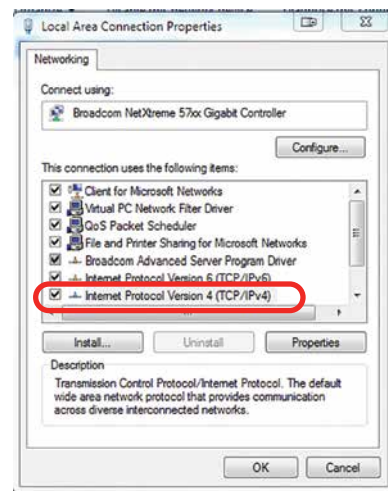 Local Area Connection Properties
Networking
Connect using:
Broadcom NetXtreme 57xx Gigabit Controller
Configure...
This connection uses the following items:
Client for Microsoft Networks
Virtual PC Network Filter Driver
QoS Packet Scheduler
File and Printer Sharing for Microsoft Networks
Broadcom Advanced Server Program Driver
Internet Protocol Version 6 (TCP/IPv6)
Internet Protocol Version 4 (TCP/IPv4)
Install... Uninstall Properties
Description
Transmission Control Protocol/Internet Protocol. The default
wide area network protocol that provides communication
across diverse interconnected networks.
OK Cancel